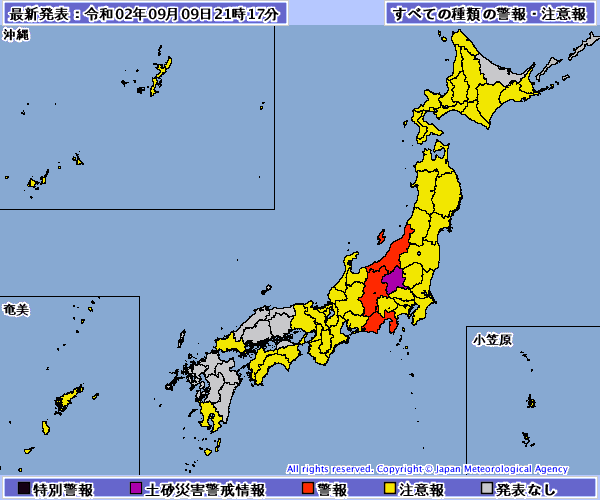 最新発表：令和02年09月09日21時17分
すべての種類の警報・注意報
沖縄
奄美
小笠原
All rights reserved. Copyright © Japan Meteorological Agency
特別警報
土砂災害警戒情報
警報
注意報
発表なし